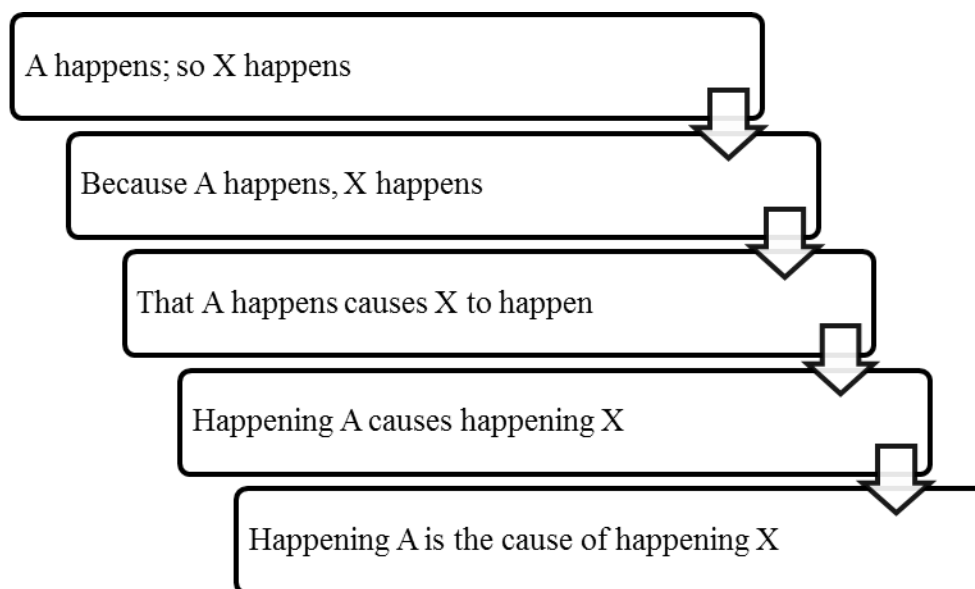 A happens; so X happens
Because A happens, X happens
That A happens causes X to happen
Happening A causes happening X
Happening A is the cause of happening X